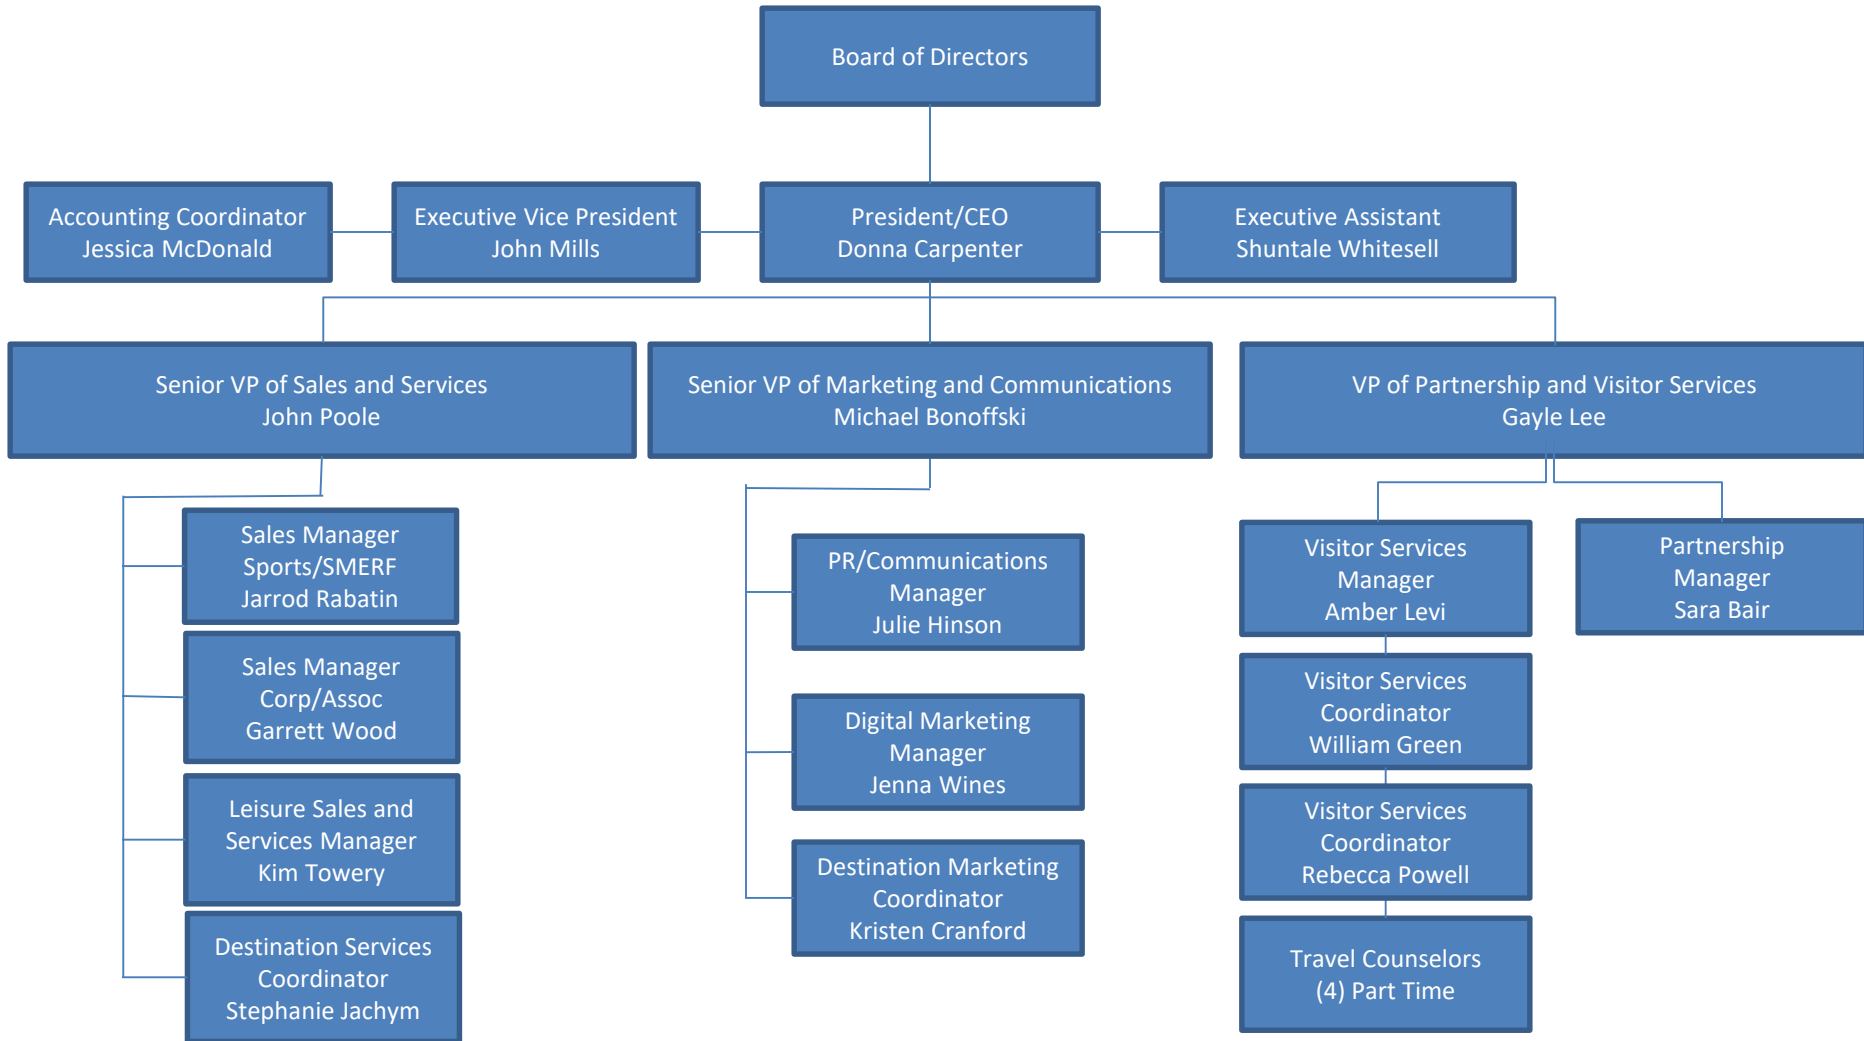 Board of Directors
Accounting Coordinator
Jessica McDonald
Executive Vice President
John Mills
President/CEO
Donna Carpenter
Executive Assistant
Shuntale Whitesell
Senior VP of Sales and Services
John Poole
Senior VP of Marketing and Communications
Michael Bonoffski
VP of Partnership and Visitor Services
Gayle Lee
Sales Manager
Sports/SMERF
Jarrod Rabatin
Sales Manager
Corp/Assoc
Garrett Wood
Leisure Sales and
Services Manager
Kim Towery
Destination Services
Coordinator
Stephanie Jachym
PR/Communications
Manager
Julie Hinson
Digital Marketing
Manager
Jenna Wines
Destination Marketing
Coordinator
Kristen Cranford
Visitor Services
Manager
Amber Levi
Visitor Services
Coordinator
William Green
Visitor Services
Coordinator
Rebecca Powell
Travel Counselors
(4) Part Time
Partnership
Manager
Sara Bair